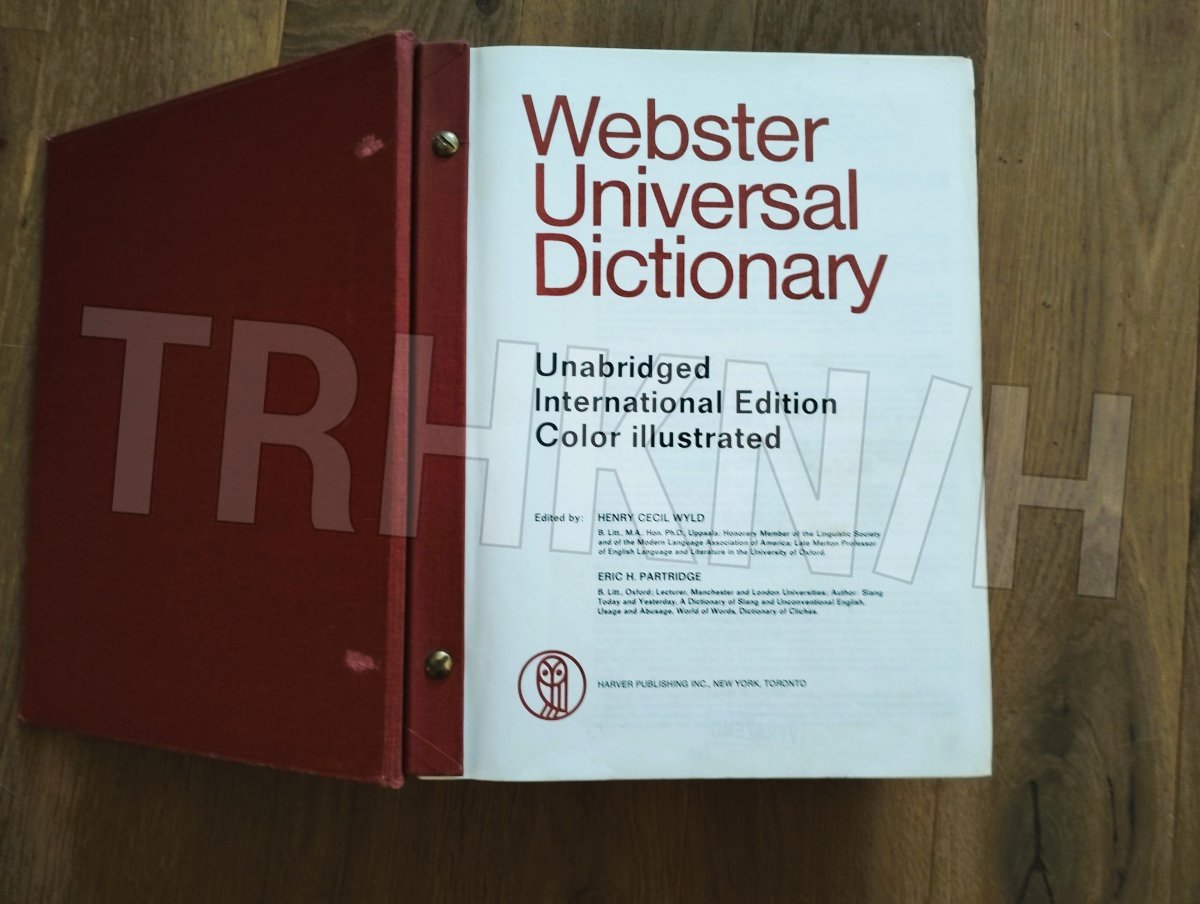 Webster
Universal
Dictionary
Unabridged
International Edition
Color illustrated
Edited by: HENRY CECIL WYLD
B. Litt., M.A., Hon. Ph.D., Uppsala; Honorary Member of the Linguistic Society
and of the Modern Language Association of America; Late Merton Professor
of English Language and Literature in the University of Oxford.
ERIC H. PARTRIDGE
B. Litt., Oxford; Lecturer, Manchester and London Universities; Author: Slang
Today and Yesterday, A Dictionary of Slang and Unconventional English,
Usage and Abusage, World of Words, Dictionary of Cliches.
HARVER PUBLISHING INC., NEW YORK, TORONTO
TRHKN/H